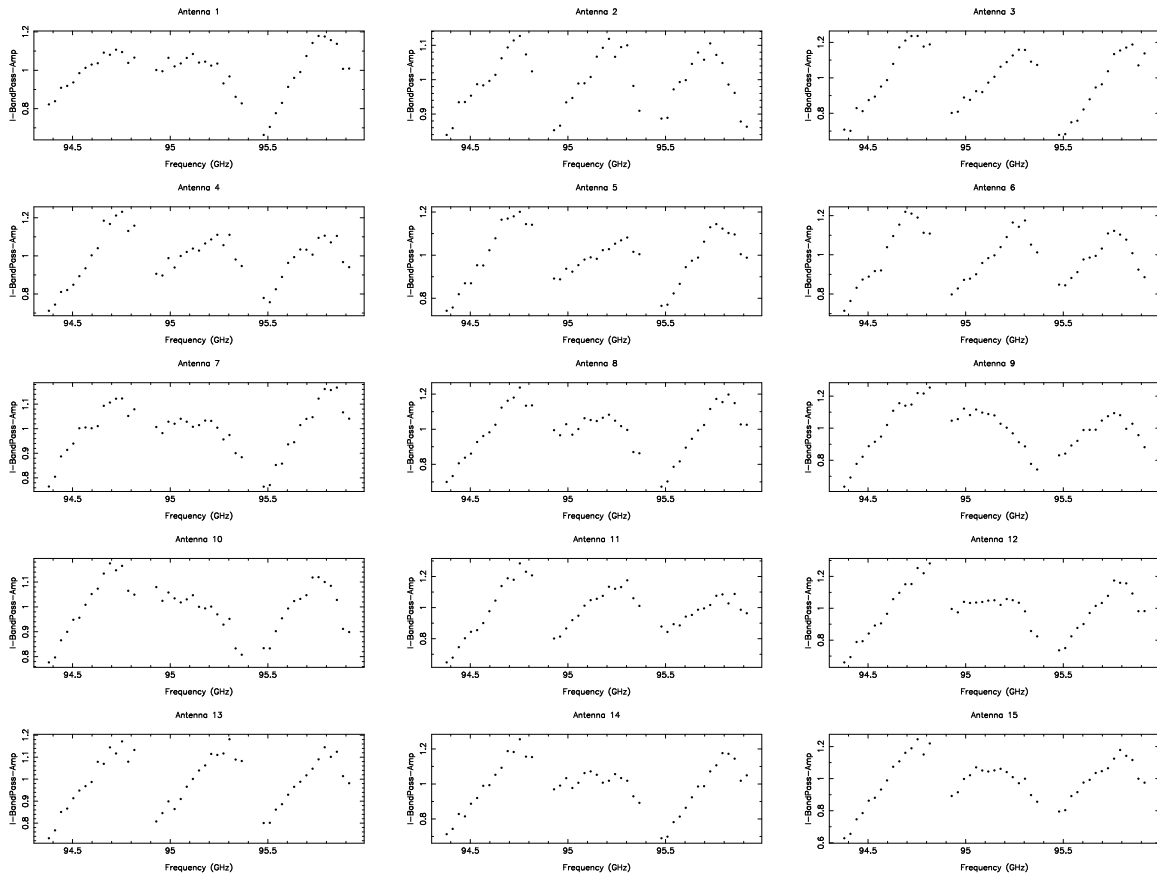 Antenna 1
Antenna 2
Antenna 3
I-BandPass-Amp
0.8
1
1.2
94.5
95
95.5
Frequency (GHz)
I-BandPass-Amp
0.9
1
1.1
94.5
95
95.5
Frequency (GHz)
I-BandPass-Amp
0.8
1
1.2
94.5
95
95.5
Frequency (GHz)
Antenna 4
Antenna 5
Antenna 6
I-BandPass-Amp
0.8
1
1.2
94.5
95
95.5
Frequency (GHz)
I-BandPass-Amp
0.8
1
1.2
94.5
95
95.5
Frequency (GHz)
I-BandPass-Amp
0.8
1
1.2
94.5
95
95.5
Frequency (GHz)
Antenna 7
Antenna 8
Antenna 9
I-BandPass-Amp
0.8
0.9
1
1.1
94.5
95
95.5
Frequency (GHz)
I-BandPass-Amp
0.8
1
1.2
94.5
95
95.5
Frequency (GHz)
I-BandPass-Amp
0.8
1
1.2
94.5
95
95.5
Frequency (GHz)
Antenna 10
Antenna 11
Antenna 12
I-BandPass-Amp
0.8
0.9
1
1.1
94.5
95
95.5
Frequency (GHz)
I-BandPass-Amp
0.8
1
1.2
94.5
95
95.5
Frequency (GHz)
I-BandPass-Amp
0.8
1
1.2
94.5
95
95.5
Frequency (GHz)
Antenna 13
Antenna 14
Antenna 15
I-BandPass-Amp
0.8
0.9
1
1.1
1.2
94.5
95
95.5
Frequency (GHz)
I-BandPass-Amp
0.8
1
1.2
94.5
95
95.5
Frequency (GHz)
I-BandPass-Amp
0.6
0.8
1
1.2
94.5
95
95.5
Frequency (GHz)